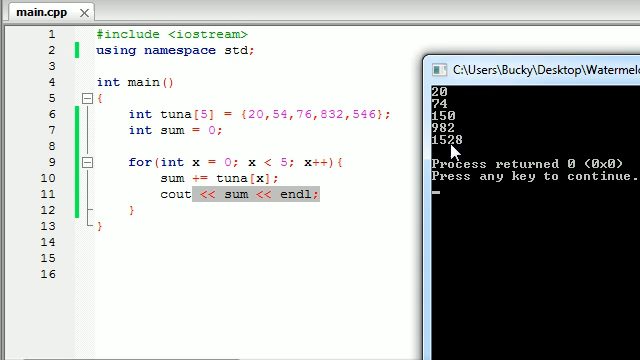 main.cpp ×
1 #include <iostream>
2 using namespace std;
3
4 int main()
5 {
6 int tuna[5] = {20,54,76,832,546};
7 int sum = 0;
8
9 for(int x = 0; x < 5; x++){
10 sum += tuna[x];
11 cout << sum << endl;
12 }
13 }
14
15
16
C:\Users\Bucky\Desktop\Watermelo
20
74
150
982
1528
Process returned 0 (0x0)
Press any key to continue.